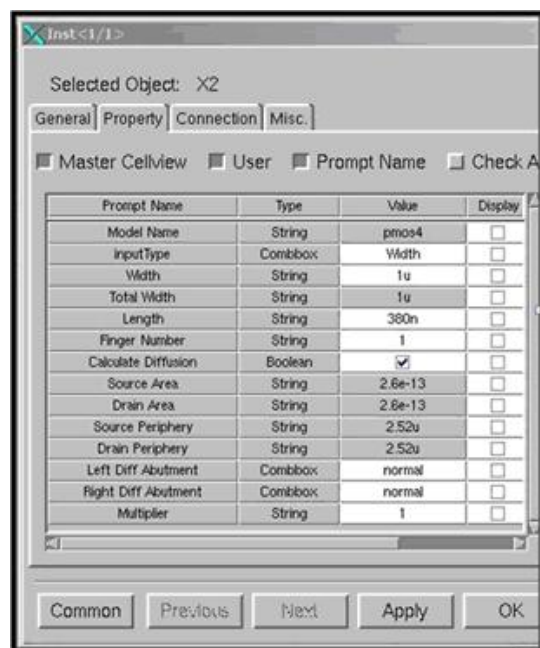 Inst<1/1>
Selected Object: X2
General Property Connection Misc.
Master Cellview User Prompt Name Check A
Prompt Name Type Value Display
Model Name String pmos4
inputType Combbox Width
Width String 1u
Total Width String 1u
Length String 380n
Finger Number String 1
Calculate Diffusion Boolean
Source Area String 2.6e-13
Drain Area String 2.6e-13
Source Periphery String 2.52u
Drain Periphery String 2.52u
Left Diff Abutment Combbox normal
Right Diff Abutment Combbox normal
Multiplier String 1
Common Previous Next Apply OK